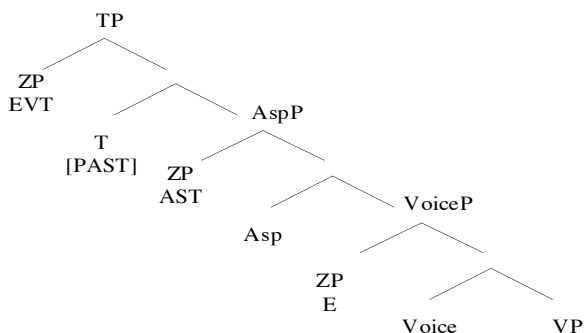 TP
ZP
EVT
AspP
T
[PAST]
ZP
AST
VoiceP
Asp
ZP
E
Voice VP